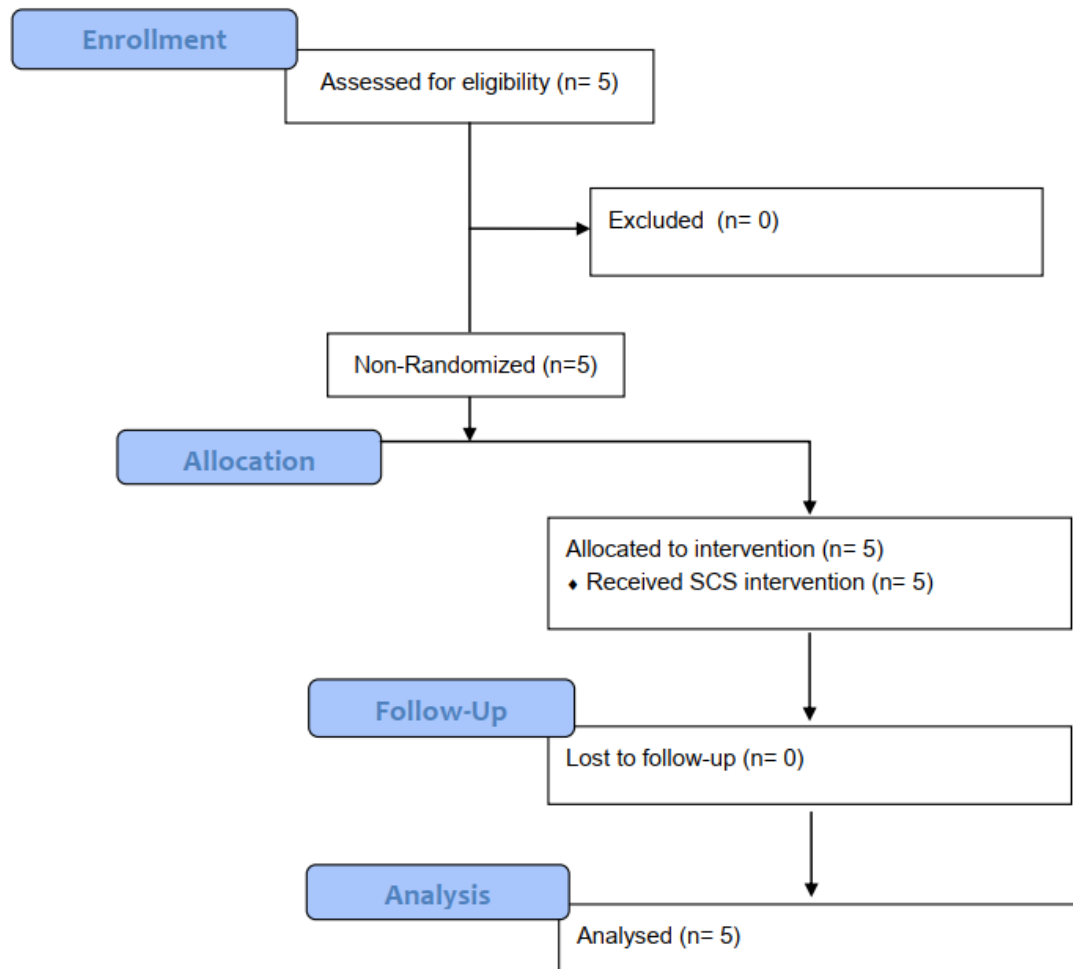 Enrollment
Assessed for eligibility (n= 5)
Excluded  (n= 0)
Non-Randomized (n=5)
Allocation
Allocated to intervention (n= 5)
♦ Received SCS intervention (n= 5)
Follow-Up
Lost to follow-up (n= 0)
Analysis
Analysed (n= 5)